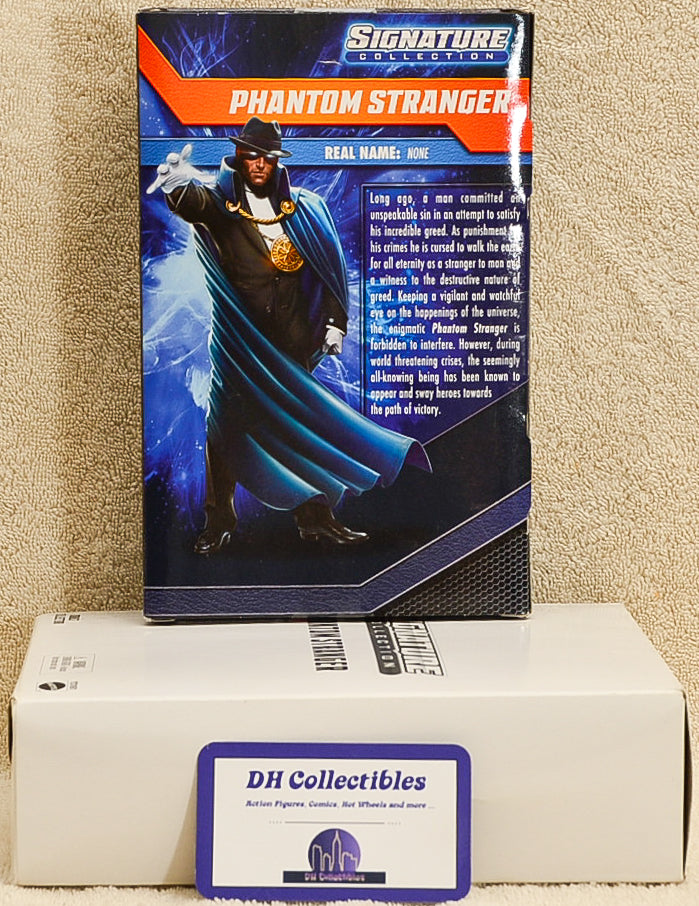 SIGNATURE
COLLECTION
PHANTOM STRANGER
REAL NAME: NONE
Long ago, a man committed an
unspeakable sin in an attempt to satisfy
his incredible greed. As punishment
his crimes he is cursed to walk the earth
for all eternity as a stranger to man and
a witness to the destructive nature of
greed. Keeping a vigilant and watchful
eye on the happenings of the universe,
the enigmatic Phantom Stranger is
forbidden to interfere. However, during
world threatening crises, the seemingly
all-knowing being has been known to
appear and sway heroes towards
the path of victory.
SIGNATURE
COLLECTION
PHANTOM STRANGER
DH Collectibles
Action Figures, Comics, Hot Wheels and more ...
DH Collectibles